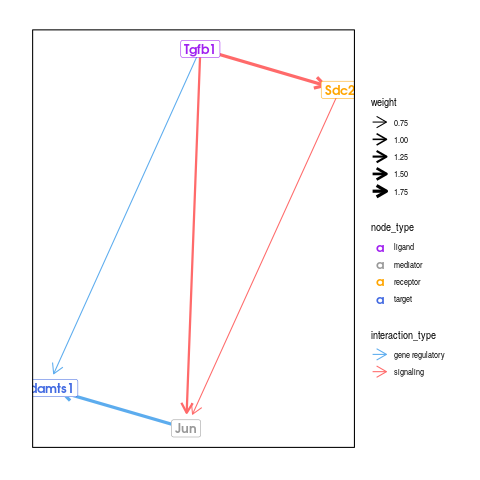 Tgfb1
Sdc2
damts1
Jun
weight
0.75
1.00
1.25
1.50
1.75
node_type
a ligand
a mediator
a receptor
a target
interaction_type
gene regulatory
signaling